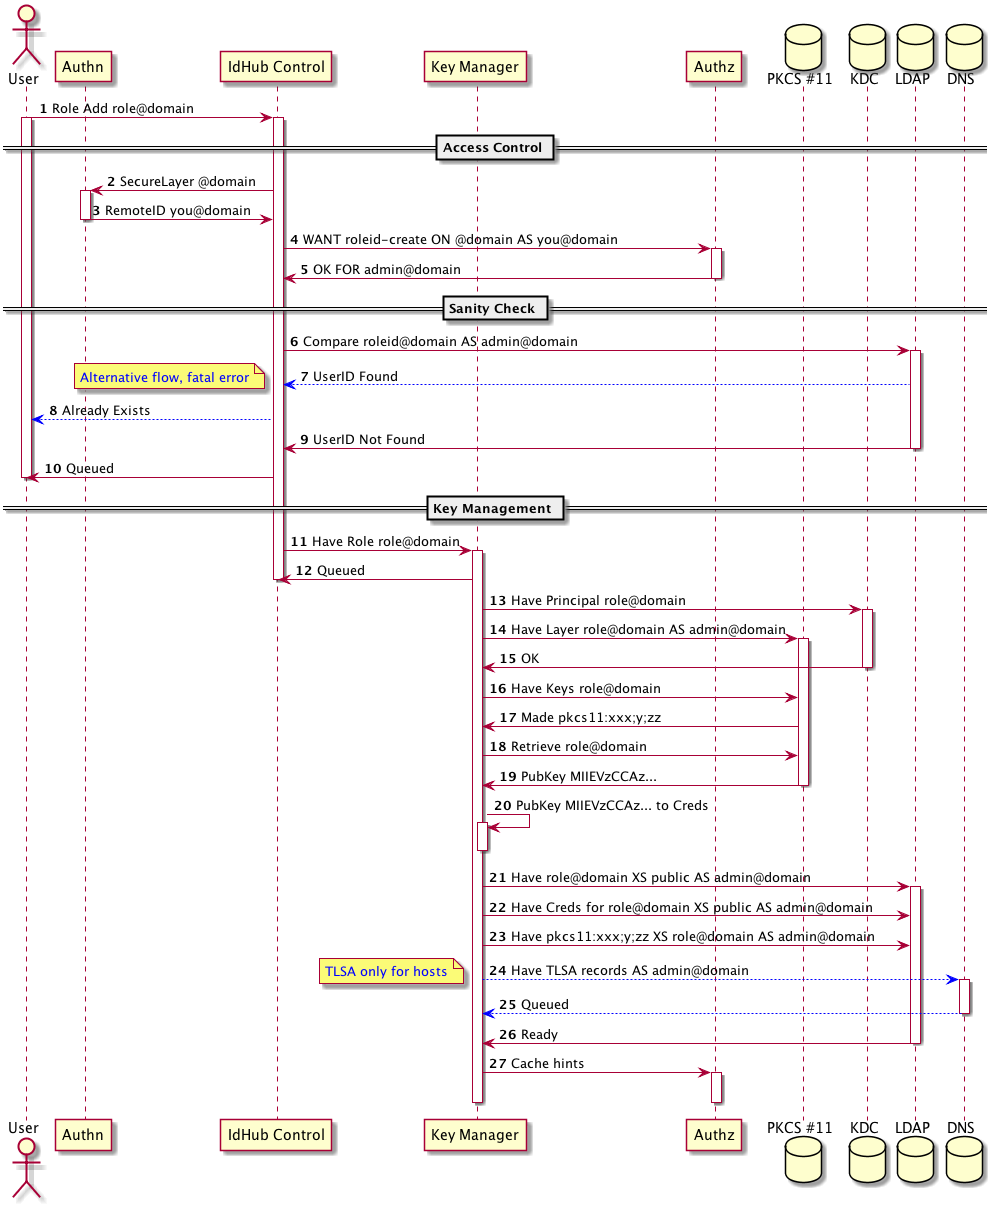 User
Authn
IdHub Control
Key Manager
Authz
PKCS #11
KDC
LDAP
DNS
1 Role Add role@domain
Access Control
2 SecureLayer @domain
3 RemoteID you@domain
4 WANT roleid-create ON @domain AS you@domain
5 OK FOR admin@domain
Sanity Check
6 Compare roleid@domain AS admin@domain
Alternative flow, fatal error
7 UserID Found
8 Already Exists
9 UserID Not Found
10 Queued
Key Management
11 Have Role role@domain
12 Queued
13 Have Principal role@domain
14 Have Layer role@domain AS admin@domain
15 OK
16 Have Keys role@domain
17 Made pkcs11:xxx;y;zz
18 Retrieve role@domain
19 PubKey MIIEVzCCAz...
20 PubKey MIIEVzCCAz... to Creds
21 Have role@domain XS public AS admin@domain
22 Have Creds for role@domain XS public AS admin@domain
23 Have pkcs11:xxx;y;zz XS role@domain AS admin@domain
TLSA only for hosts
24 Have TLSA records AS admin@domain
25 Queued
26 Ready
27 Cache hints
User
Authn
IdHub Control
Key Manager
Authz
PKCS #11
KDC
LDAP
DNS